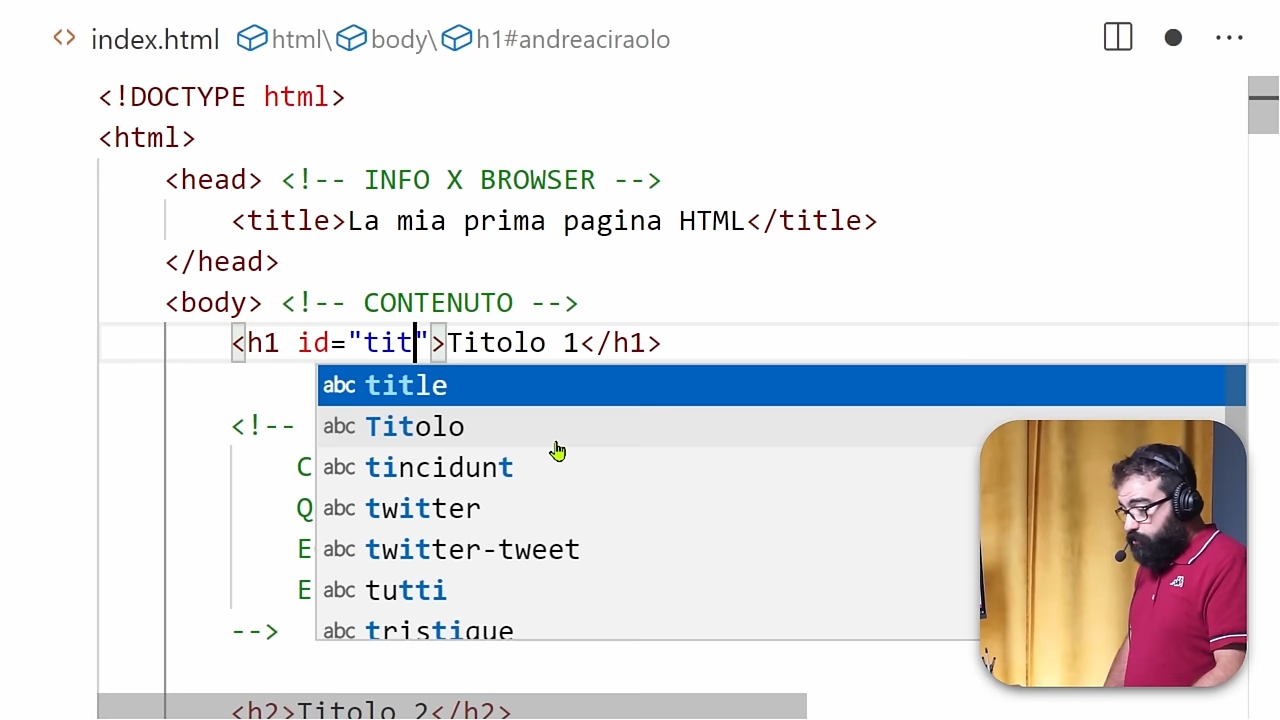 index.html html\body\h1#andreaciraolo
<!DOCTYPE html>
<html>
<head> <!-- INFO X BROWSER -->
<title>La mia prima pagina HTML</title>
</head>
<body> <!-- CONTENUTO -->
<h1 id="tit">Titolo 1</h1>
abc title
<!-- abc Titolo
C abc tincidunt
Q abc twitter
E abc twitter-tweet
E abc tutti
--> abc tristique
<h2>Titolo 2</h2>